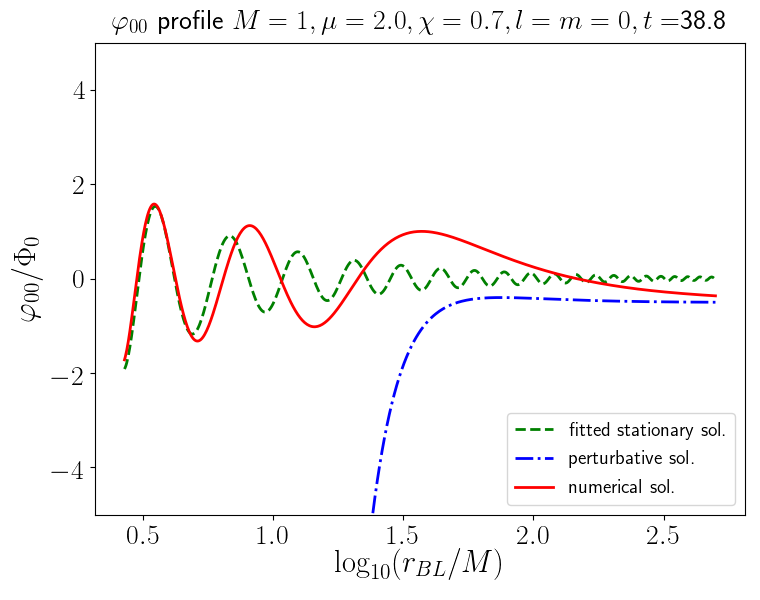 φ₀₀ profile M = 1, μ = 2.0, χ = 0.7, l = m = 0, t =38.8
φ₀₀/Φ₀
4
2
0
−2
−4
fitted stationary sol.
perturbative sol.
numerical sol.
0.5 1.0 1.5 2.0 2.5
log₁₀(r_BL/M)